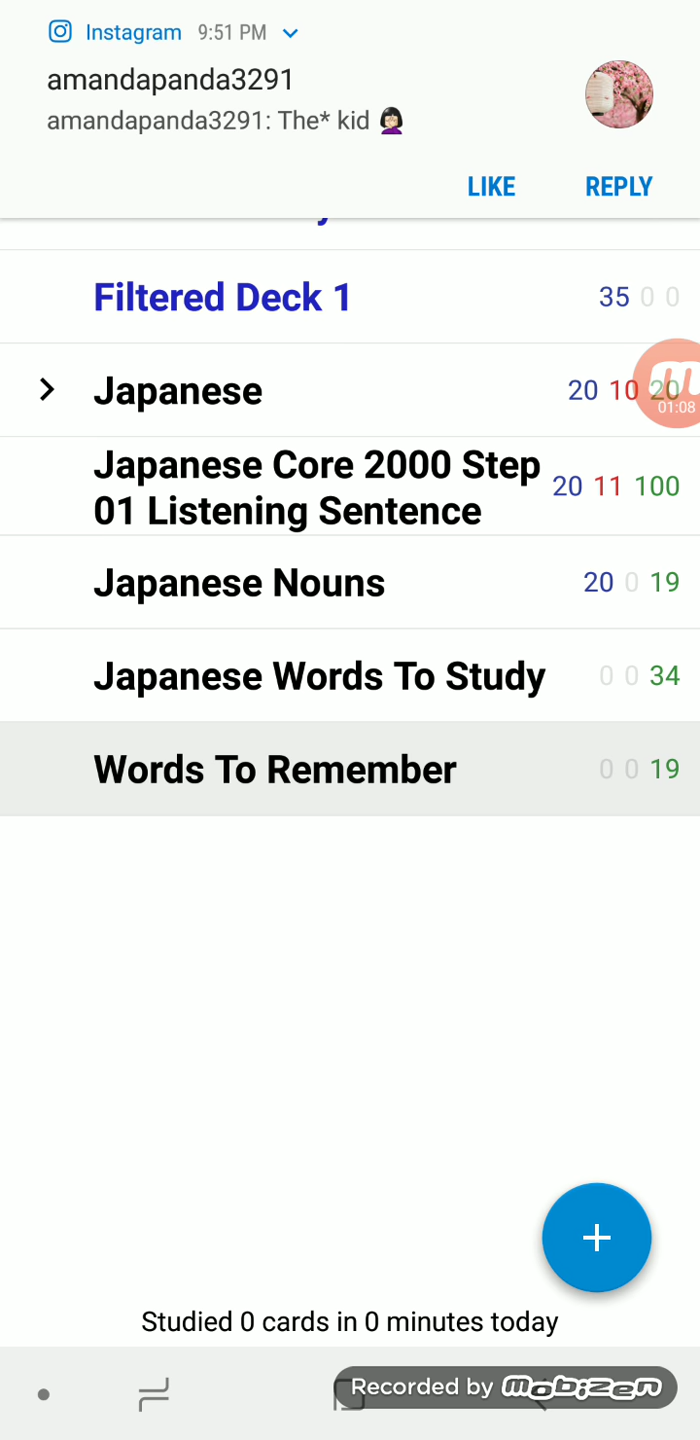 Instagram 9:51 PM
amandapanda3291
amandapanda3291: The* kid 🤦🏻‍♀️
LIKE REPLY
Filtered Deck 1 35 0 0
Japanese 20 10 20
01:08
Japanese Core 2000 Step
01 Listening Sentence 20 11 100
Japanese Nouns 20 0 19
Japanese Words To Study 0 0 34
Words To Remember 0 0 19
+
Studied 0 cards in 0 minutes today
Recorded by mobizen